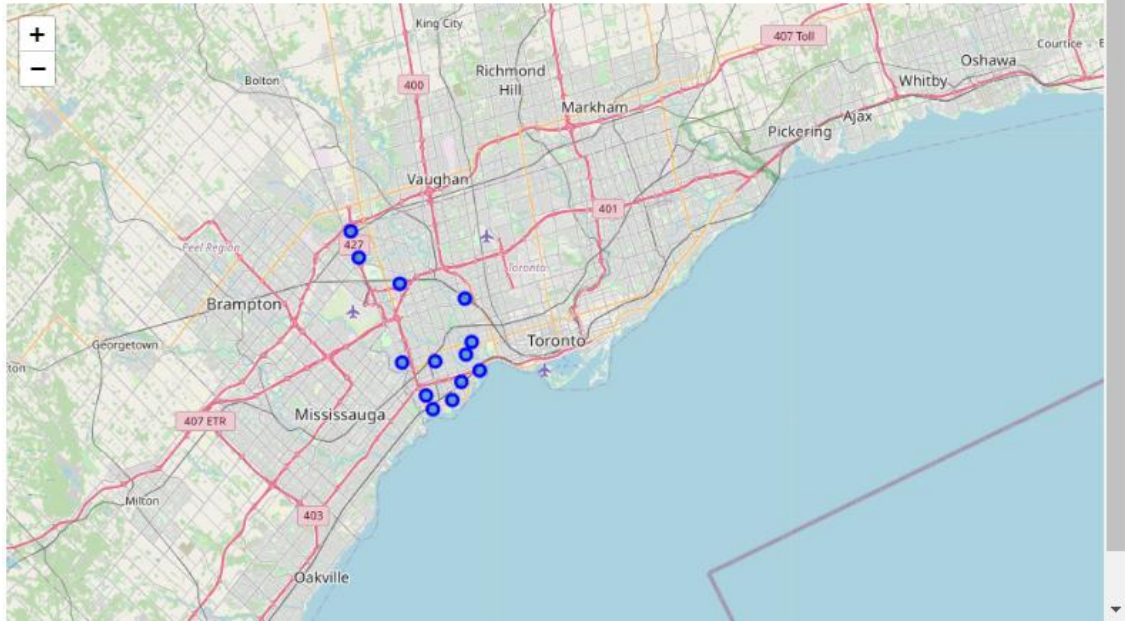 King City
407 Toll
Courtice
+
Oshawa
Richmond
Hill
Bolton
400
Whitby
-
Markham
Ajax
Pickering
Vaughan
401
427
Peel Region
Toronto
Brampton
Toronto
Georgetown
ton
407 ETR
Mississauga
Milton
403
Oakville